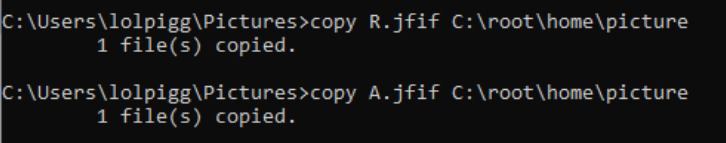 C:\Users\lolpigg\Pictures>copy R.jfif C:\root\home\picture
        1 file(s) copied.
C:\Users\lolpigg\Pictures>copy A.jfif C:\root\home\picture
        1 file(s) copied.